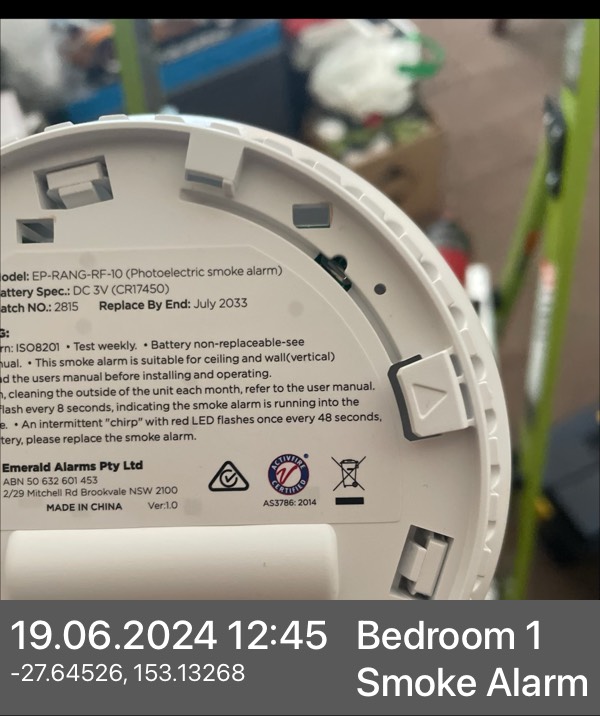 odel: EP-RANG-RF-10 (Photoelectric smoke alarm)
attery Spec.: DC 3V (CR17450)
atch NO.: 2815 Replace By End: July 2033
G:
rn: ISO8201 • Test weekly. • Battery non-replaceable-see
nual. • This smoke alarm is suitable for ceiling and wall(vertical)
d the users manual before installing and operating.
, cleaning the outside of the unit each month, refer to the user manual.
flash every 8 seconds, indicating the smoke alarm is running into the
e. • An intermittent "chirp" with red LED flashes once every 48 seconds,
tery, please replace the smoke alarm.
Emerald Alarms Pty Ltd
ABN 50 632 601 453
2/29 Mitchell Rd Brookvale NSW 2100
MADE IN CHINA Ver:1.0
ACTIVFIRE
CERTIFIED
AS3786: 2014
19.06.2024 12:45
-27.64526, 153.13268
Bedroom 1
Smoke Alarm